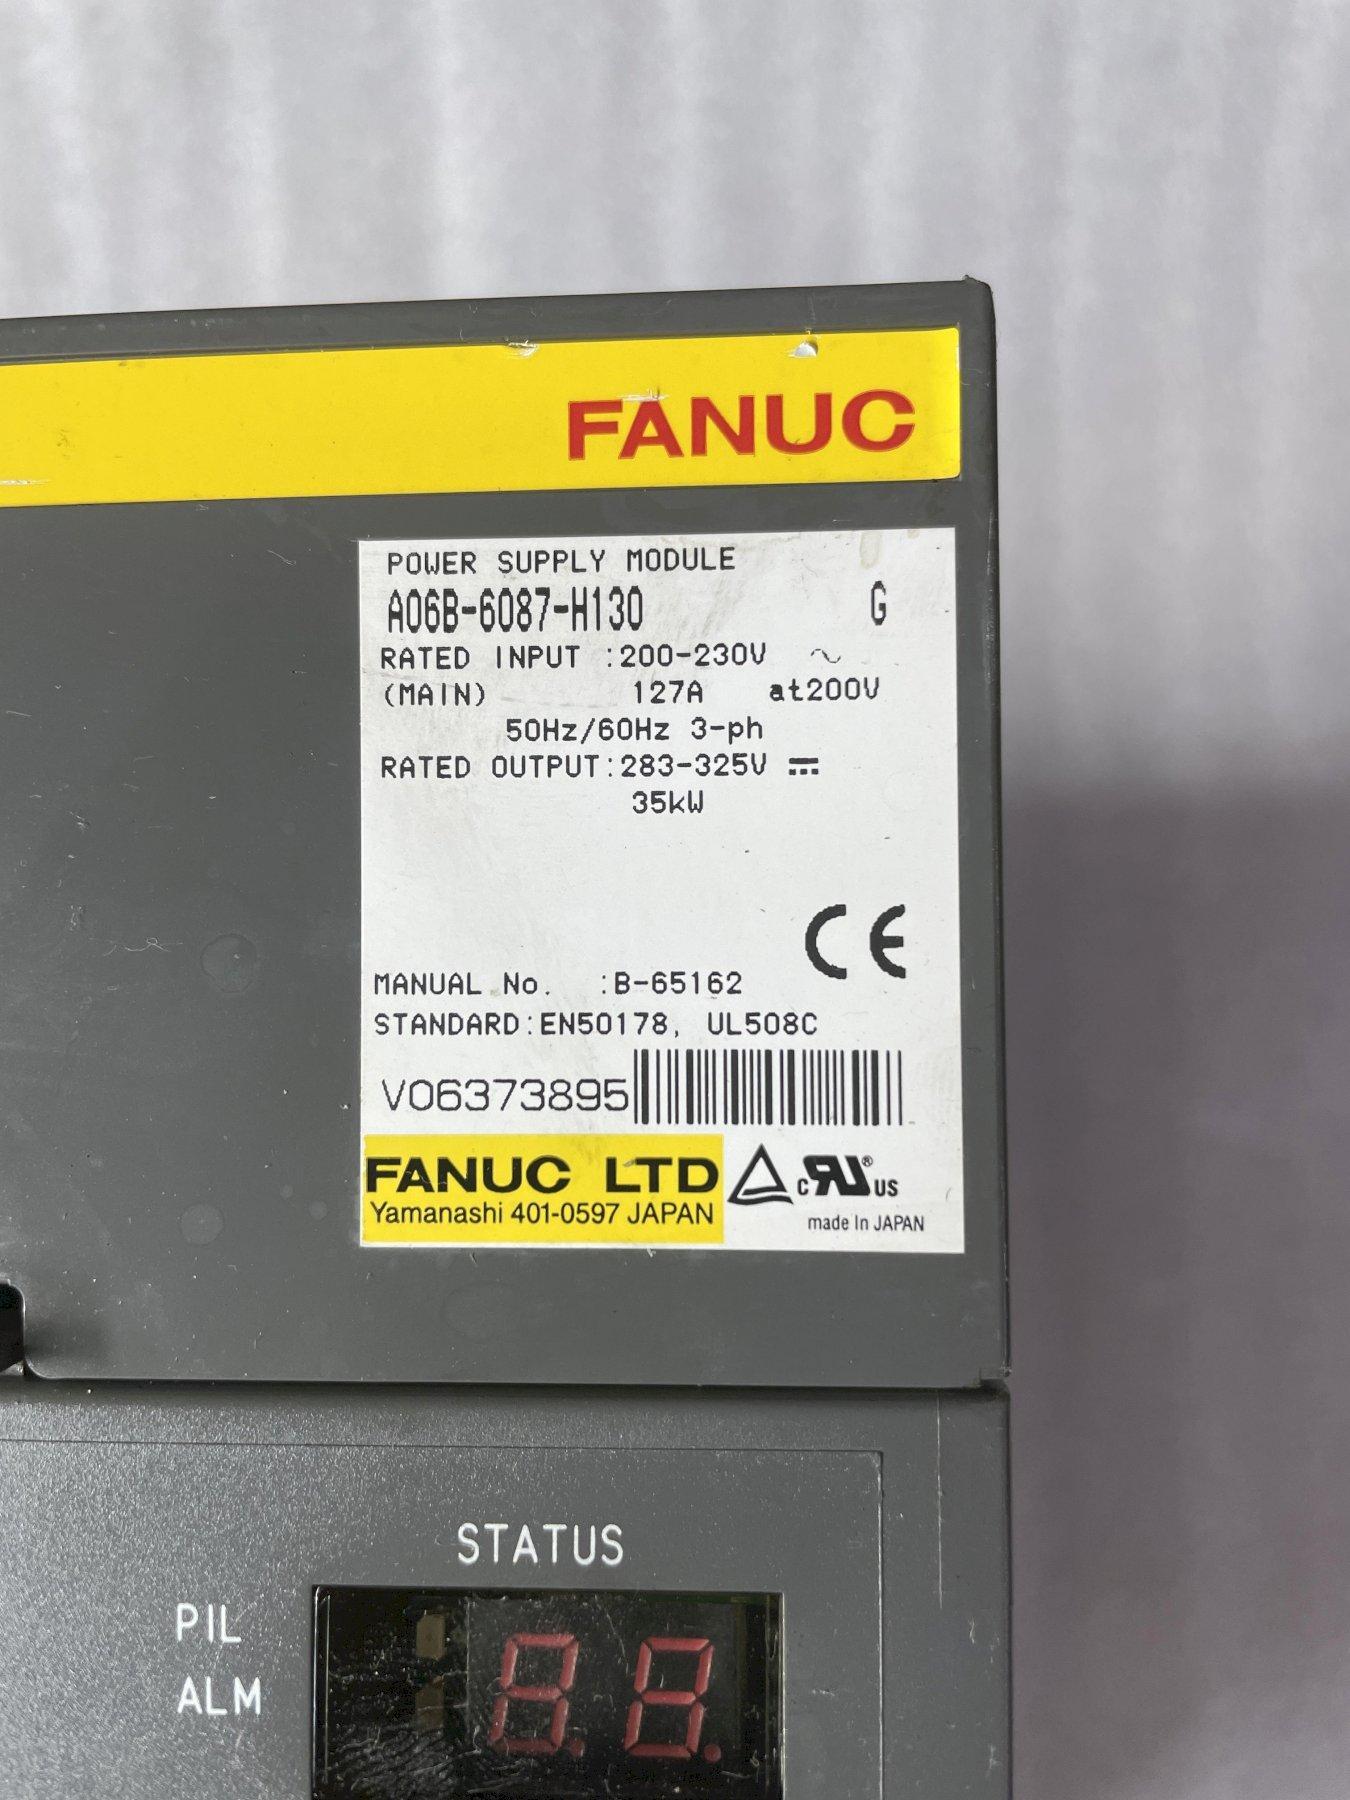 FANUC
POWER SUPPLY MODULE
A06B-6087-H130 G
RATED INPUT :200-230V ～
(MAIN) 127A at200V
50Hz/60Hz 3-ph
RATED OUTPUT:283-325V ⎓
35kW
CE
MANUAL No. :B-65162
STANDARD:EN50178, UL508C
V06373895
FANUC LTD
Yamanashi 401-0597 JAPAN
c RU® US
made In JAPAN
STATUS
PIL
ALM
8.8.